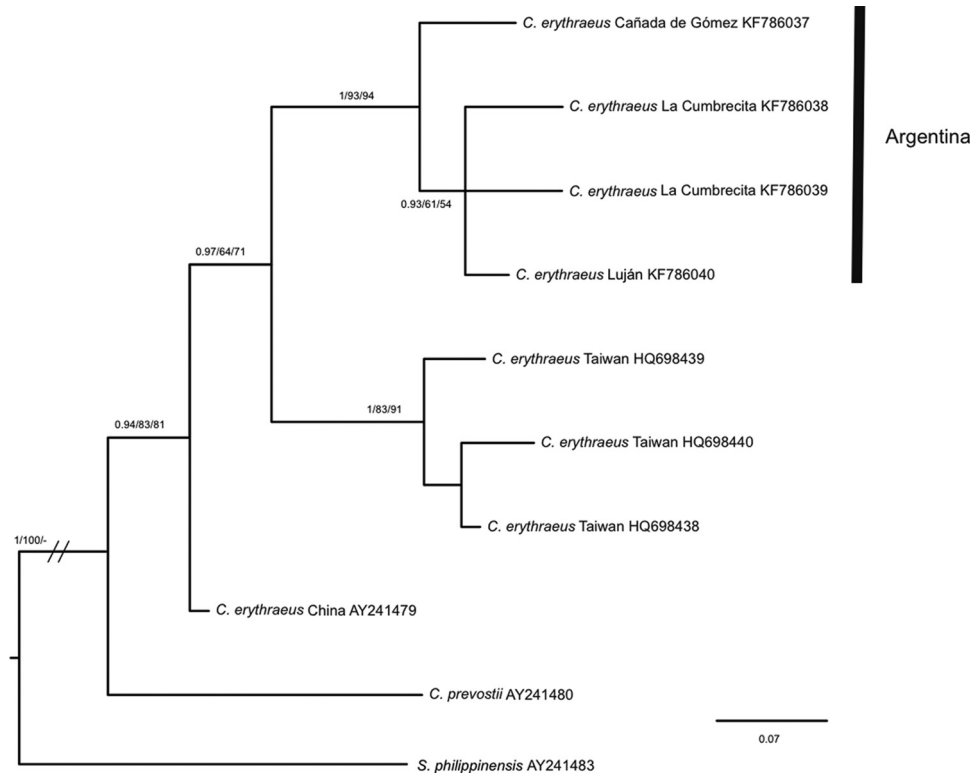 C. erythraeus Cañada de Gómez KF786037
1/93/94
C. erythraeus La Cumbrecita KF786038
Argentina
C. erythraeus La Cumbrecita KF786039
0.93/61/54
0.97/64/71
C. erythraeus Luján KF786040
C. erythraeus Taiwan HQ698439
1/83/91
0.94/83/81
C. erythraeus Taiwan HQ698440
C. erythraeus Taiwan HQ698438
1/100/-
C. erythraeus China AY241479
C. prevostii AY241480
0.07
S. philippinensis AY241483